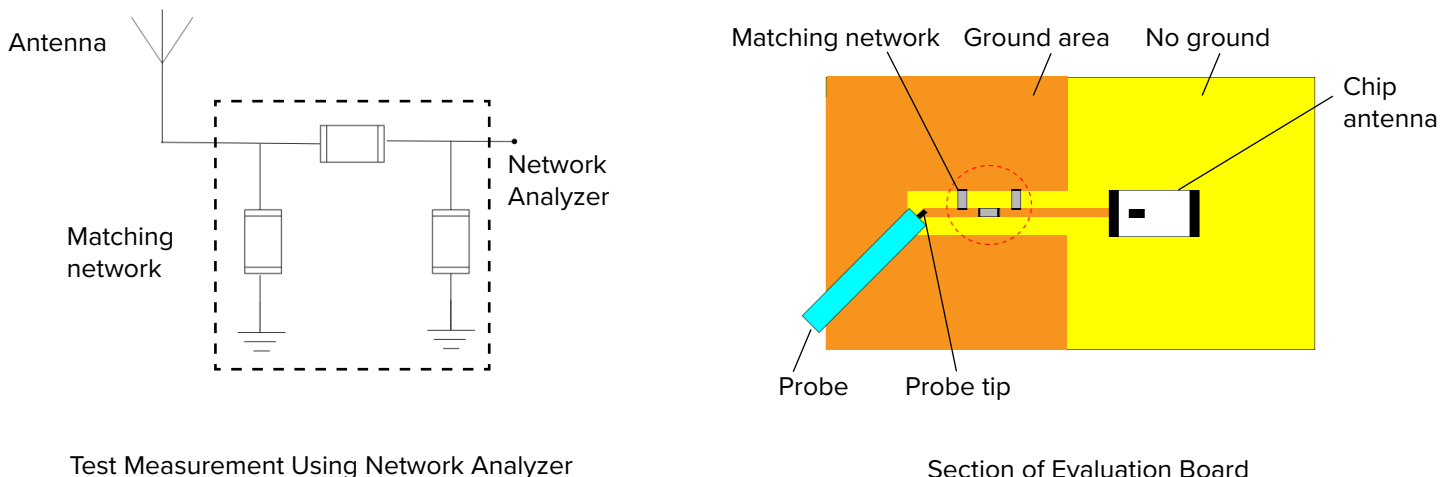 Antenna
Matching
network
Network
Analyzer
Test Measurement Using Network Analyzer
Matching network
Ground area
No ground
Chip
antenna
Probe
Probe tip
Section of Evaluation Board